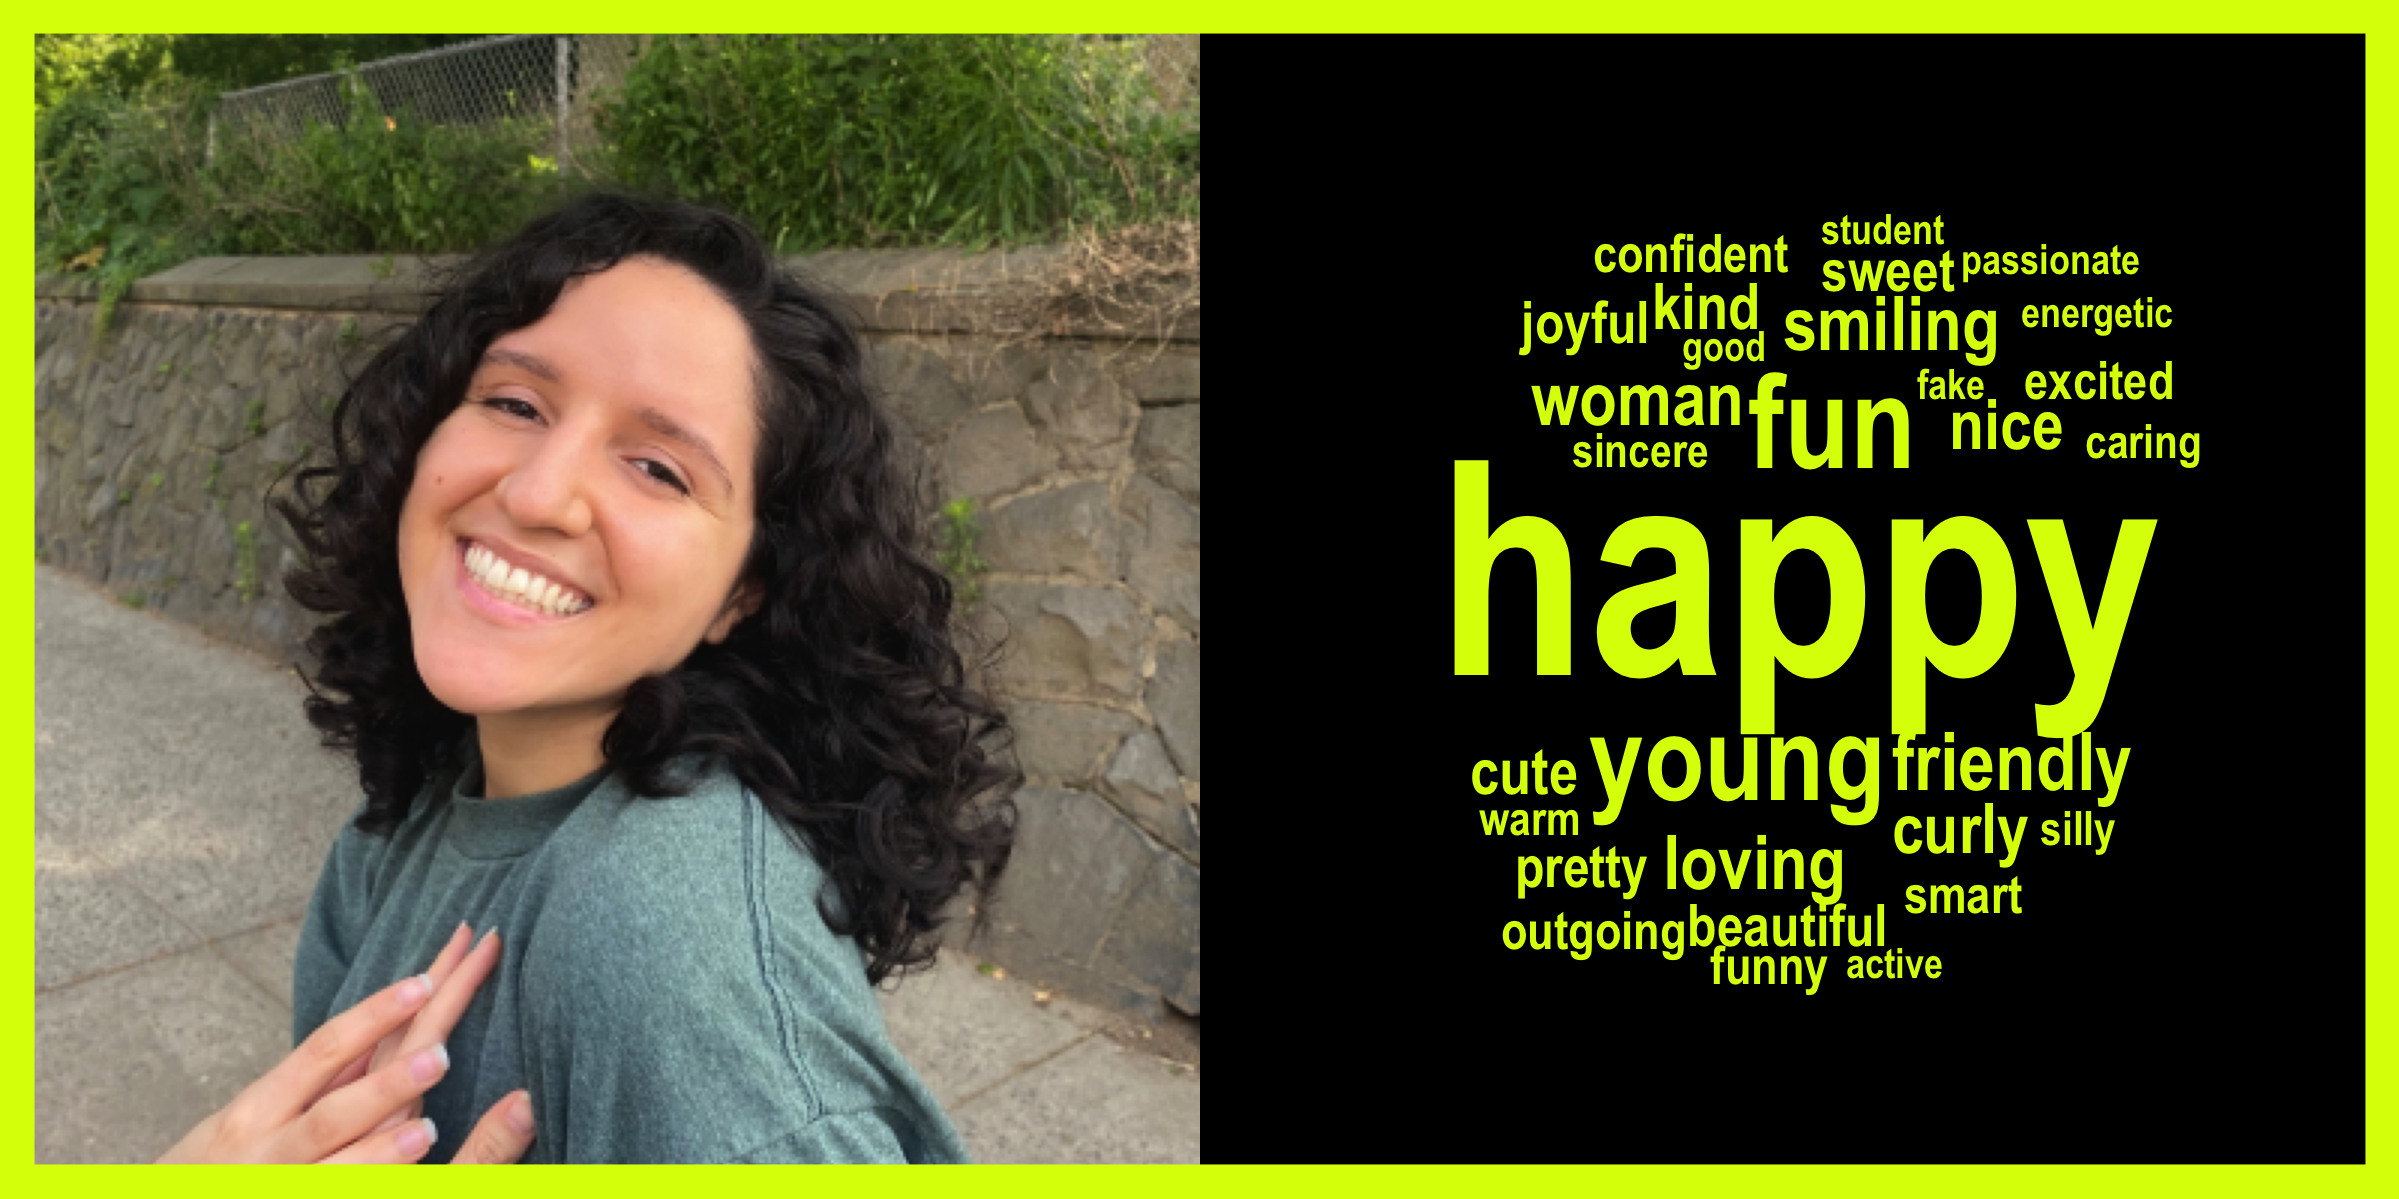 student
confident
sweet passionate
joyful kind smiling energetic
good
woman fun fake excited
nice
sincere caring
happy
cute young friendly
warm curly silly
pretty loving smart
outgoing beautiful
funny active